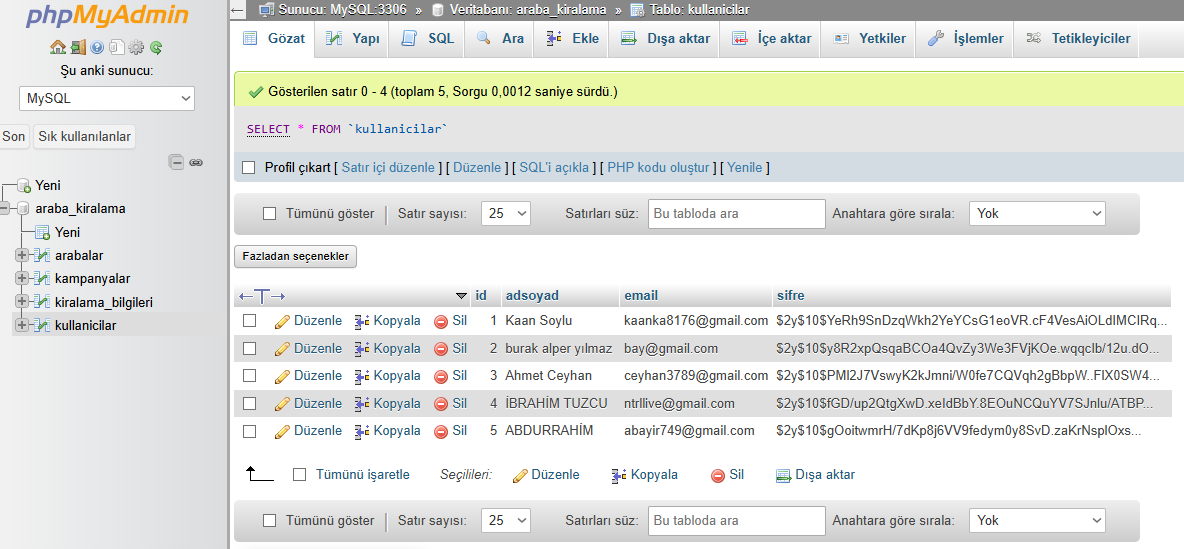 phpMyAdmin
Şu anki sunucu:
MySQL
Son Sık kullanılanlar
Yeni
araba_kiralama
Yeni
arabalar
kampanyalar
kiralama_bilgileri
kullanicilar
Sunucu: MySQL:3306 » Veritabanı: araba_kiralama » Tablo: kullanicilar
Gözat Yapı SQL Ara Ekle Dışa aktar İçe aktar Yetkiler İşlemler Tetikleyiciler
Gösterilen satır 0 - 4 (toplam 5, Sorgu 0,0012 saniye sürdü.)
SELECT * FROM `kullanicilar`
Profil çıkart [ Satır içi düzenle ] [ Düzenle ] [ SQL'i açıkla ] [ PHP kodu oluştur ] [ Yenile ]
Tümünü göster Satır sayısı: 25 Satırları süz: Bu tabloda ara Anahtara göre sırala: Yok
Fazladan seçenekler
←T→ id adsoyad email sifre
Düzenle Kopyala Sil 1 Kaan Soylu kaanka8176@gmail.com $2y$10$YeRh9SnDzqWkh2YeYCsG1eoVR.cF4VesAiOLdIMCIRq...
Düzenle Kopyala Sil 2 burak alper yılmaz bay@gmail.com $2y$10$y8R2xpQsqaBCOa4QvZy3We3FVjKOe.wqqcIb/12u.dO...
Düzenle Kopyala Sil 3 Ahmet Ceyhan ceyhan3789@gmail.com $2y$10$PMI2J7VswyK2kJmni/W0fe7CQVqh2gBbpW..FIX0SW4...
Düzenle Kopyala Sil 4 İBRAHİM TUZCU ntrllive@gmail.com $2y$10$fGD/up2QtgXwD.xeIdBbY.8EOuNCQuYV7SJnlu/ATBP...
Düzenle Kopyala Sil 5 ABDURRAHİM abayir749@gmail.com $2y$10$gOoitwmrH/7dKp8j6VV9fedym0y8SvD.zaKrNsplOxs...
Tümünü işaretle Seçilileri: Düzenle Kopyala Sil Dışa aktar
Tümünü göster Satır sayısı: 25 Satırları süz: Bu tabloda ara Anahtara göre sırala: Yok